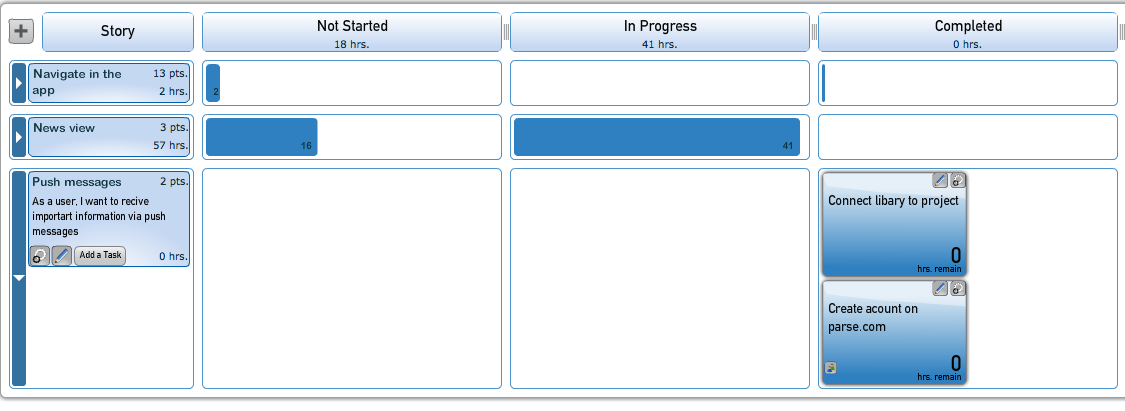 +
Story
Not Started
18 hrs.
In Progress
41 hrs.
Completed
0 hrs.
Navigate in the
app
13 pts.
2 hrs.
2
News view
3 pts.
57 hrs.
16
41
Push messages
2 pts.
As a user, I want to recive
importart information via push
messages
Add a Task
0 hrs.
Connect libary to project
0
hrs. remain
Create acount on
parse.com
0
hrs. remain